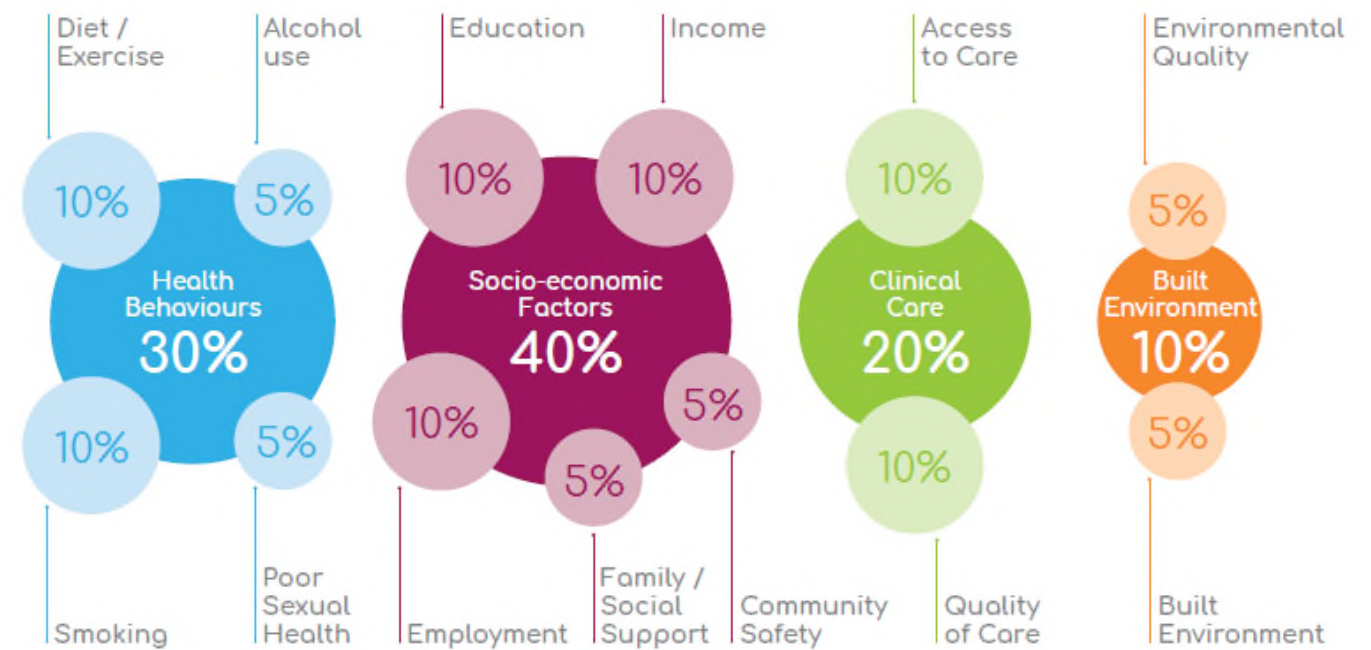 Diet /
Exercise
Alcohol
use
Education
Income
Access
to Care
Environmental
Quality
10%
5%
10%
10%
10%
5%
Health
Behaviours
30%
Socio-economic
Factors
40%
Clinical
Care
20%
Built
Environment
10%
10%
5%
10%
5%
5%
10%
5%
Smoking
Poor
Sexual
Health
Employment
Family /
Social
Support
Community
Safety
Quality
of Care
Built
Environment